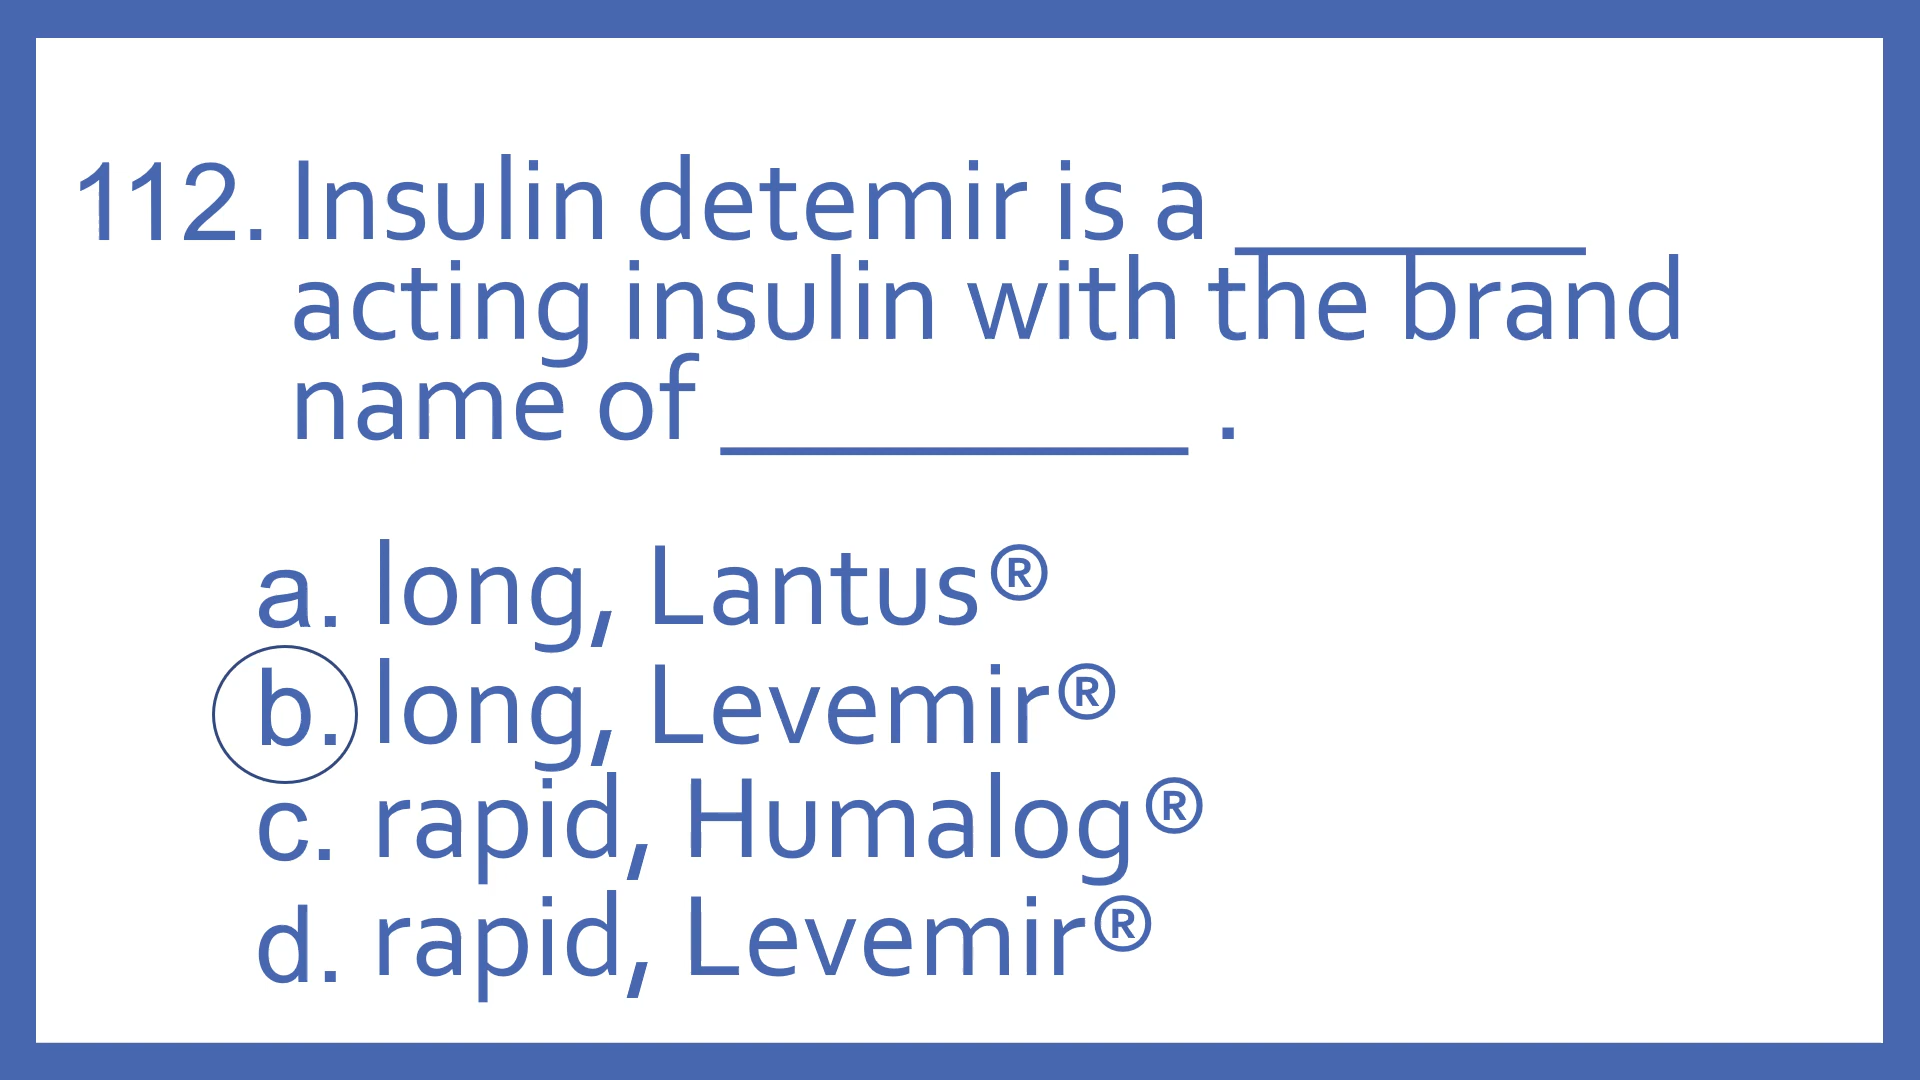 112. Insulin detemir is a _______
acting insulin with the brand
name of _________ .
a. long, Lantus®
b. long, Levemir®
c. rapid, Humalog®
d. rapid, Levemir®